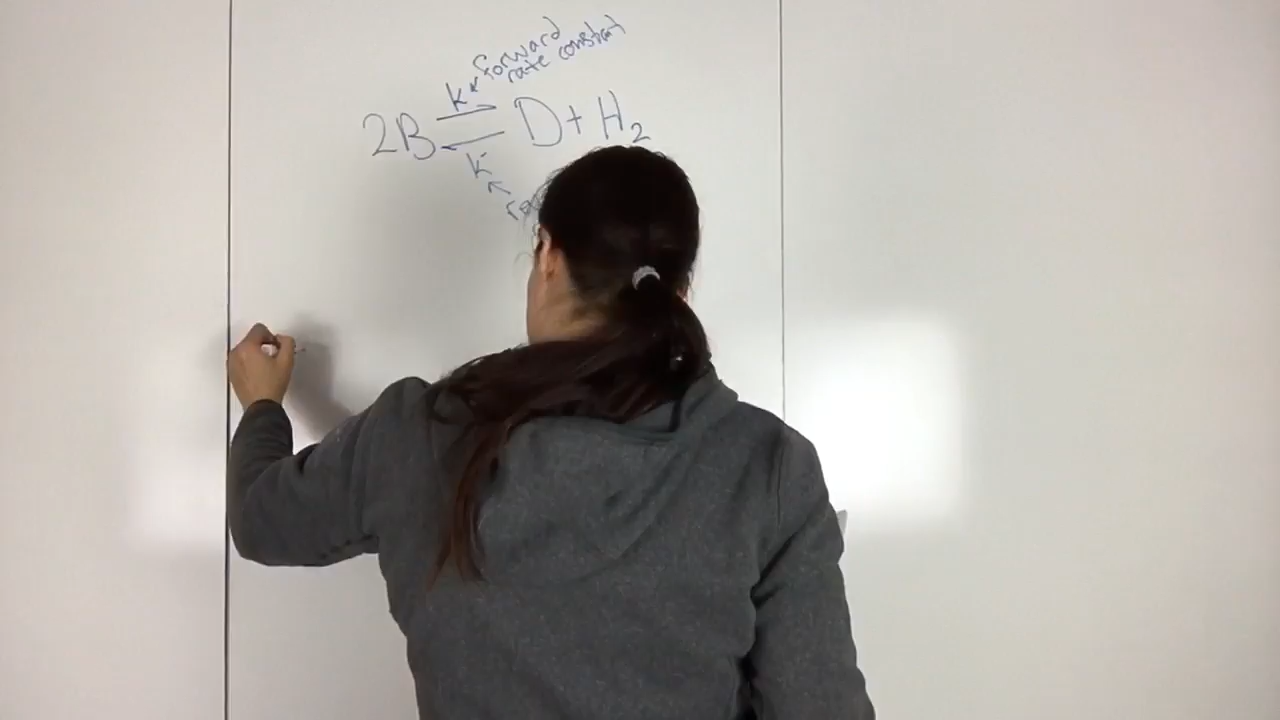 forward
rate constant
k
2B ⇌ D + H₂
k⁻